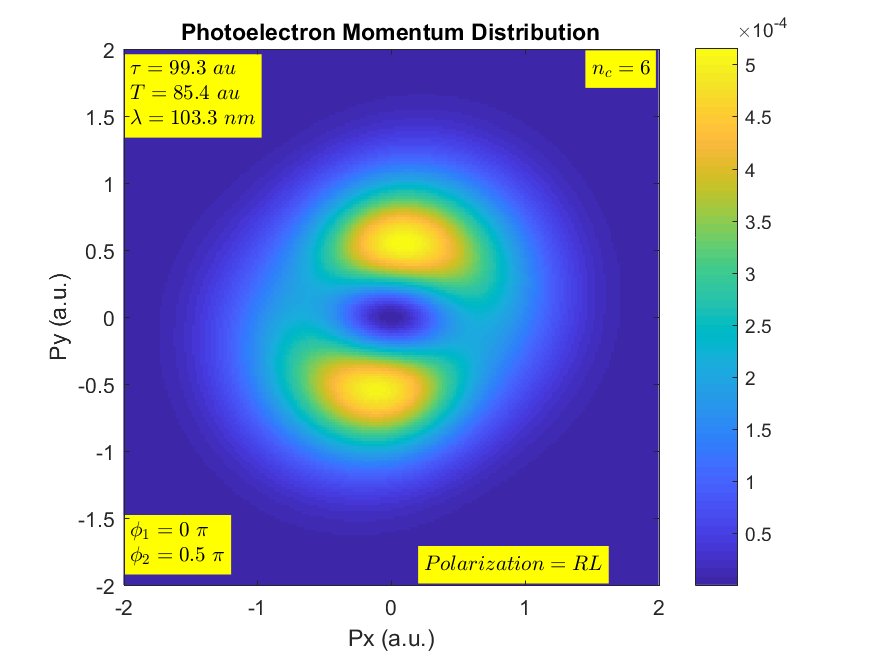 Photoelectron Momentum Distribution
×10⁻⁴
τ = 99.3 au
T = 85.4 au
λ = 103.3 nm
n_c = 6
2
1.5
1
0.5
0
-0.5
-1
-1.5
-2
Py (a.u.)
ϕ₁ = 0 π
ϕ₂ = 0.5 π
Polarization = RL
-2
-1
0
1
2
Px (a.u.)
5
4.5
4
3.5
3
2.5
2
1.5
1
0.5